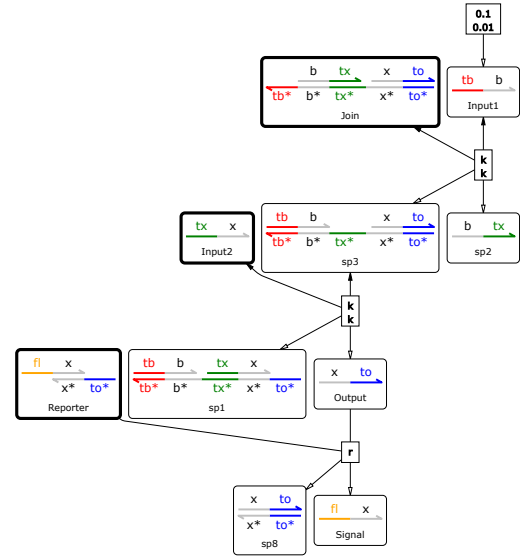 0.1
0.01
b tx x to
tb* b* tx* x* to*
Join
tb b
Input1
k
k
tx x
Input2
tb b x to
tb* b* tx* x* to*
sp3
b tx
sp2
k
k
fl x
x* to*
Reporter
tb b tx x
tb* b* tx* x* to*
sp1
x to
Output
r
x to
x* to*
sp8
fl x
Signal